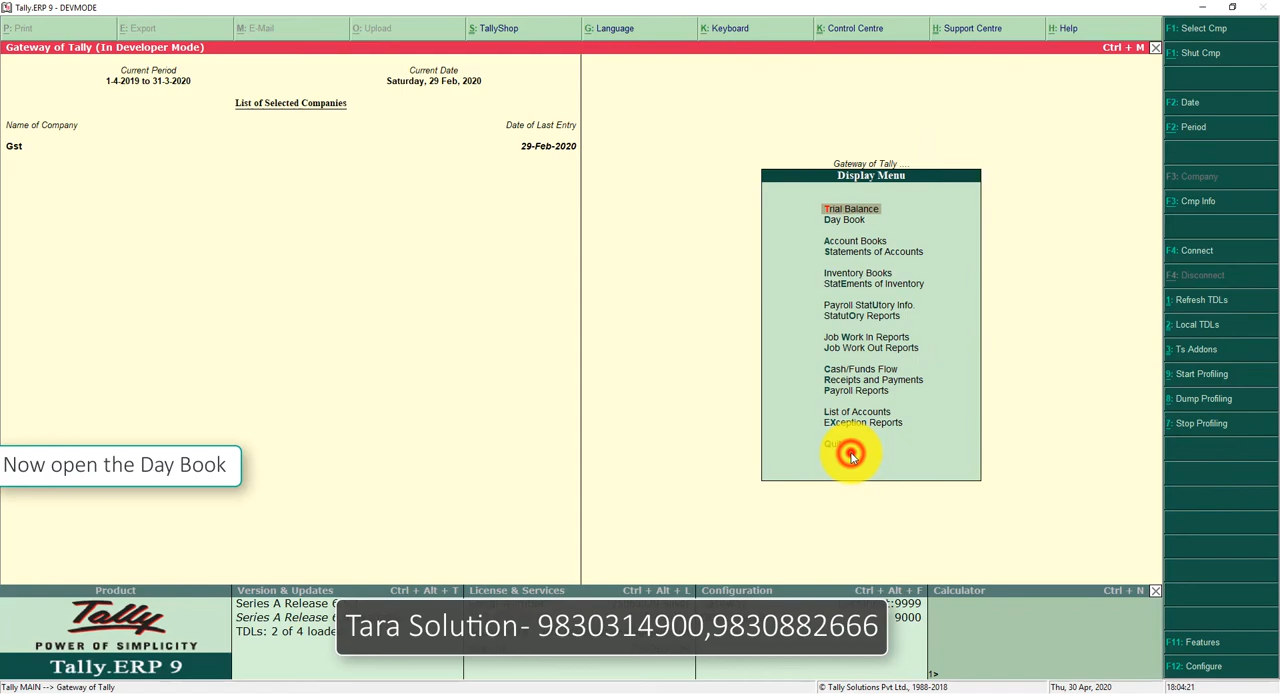 Tally.ERP 9 - DEVMODE
P: Print
E: Export
M: E-Mail
O: Upload
S: TallyShop
G: Language
K: Keyboard
K: Control Centre
H: Support Centre
H: Help
Gateway of Tally (In Developer Mode)
Ctrl + M
Current Period
1-4-2019 to 31-3-2020
Current Date
Saturday, 29 Feb, 2020
List of Selected Companies
Name of Company
Date of Last Entry
Gst
29-Feb-2020
Gateway of Tally ....
Display Menu
Trial Balance
Day Book
Account Books
Statements of Accounts
Inventory Books
StatEments of Inventory
Payroll StatUtory Info.
StatutOry Reports
Job Work In Reports
Job Work Out Reports
Cash/Funds Flow
Receipts and Payments
Payroll Reports
List of Accounts
EXception Reports
Now open the Day Book
F1: Select Cmp
F1: Shut Cmp
F2: Date
F2: Period
F3: Company
F3: Cmp Info
F4: Connect
F4: Disconnect
1: Refresh TDLs
2: Local TDLs
3: Ts Addons
9: Start Profiling
8: Dump Profiling
7: Stop Profiling
F11: Features
F12: Configure
Product
Tally
POWER OF SIMPLICITY
Tally.ERP 9
Version & Updates
Ctrl + Alt + T
Series A Release
Series A Release
TDLs: 2 of 4
License & Services
Ctrl + Alt + L
Configuration
Ctrl + Alt + F
:9999
9000
Calculator
Ctrl + N
1>
Tara Solution- 9830314900,9830882666
Tally MAIN --> Gateway of Tally
© Tally Solutions Pvt Ltd., 1988-2018
Thu, 30 Apr, 2020
18:04:21